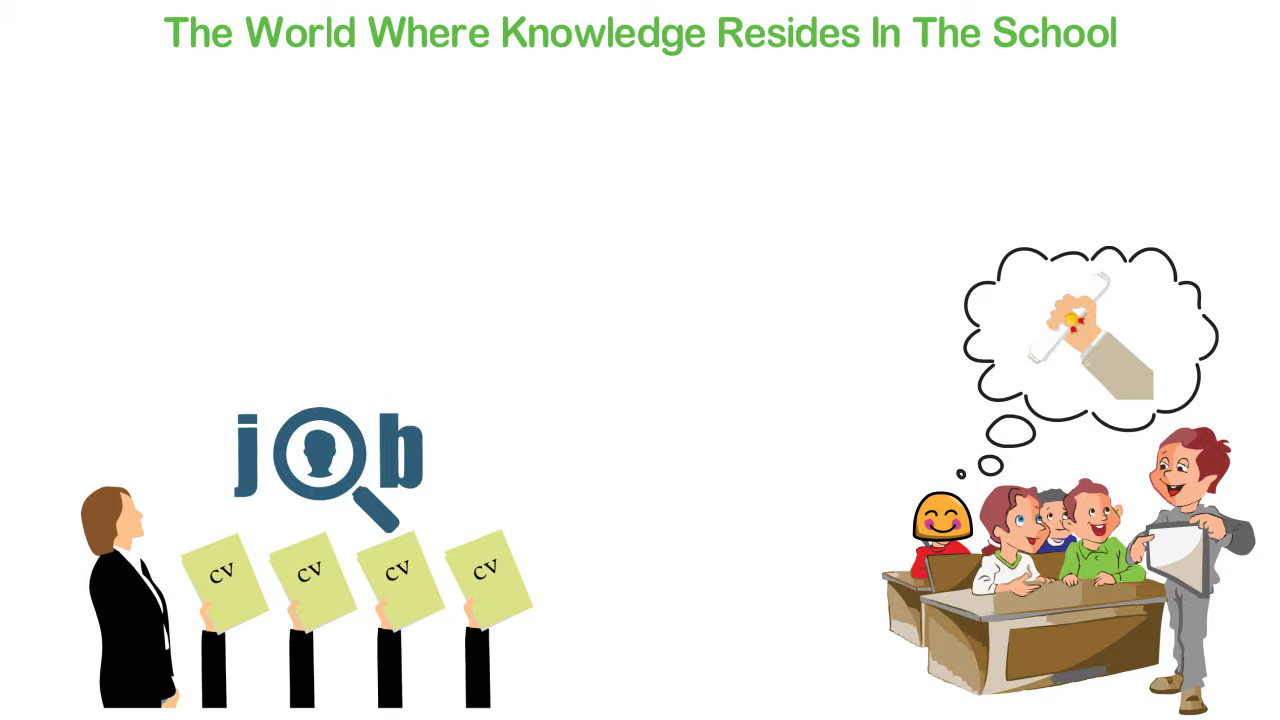 The World Where Knowledge Resides In The School
job
CV CV CV CV